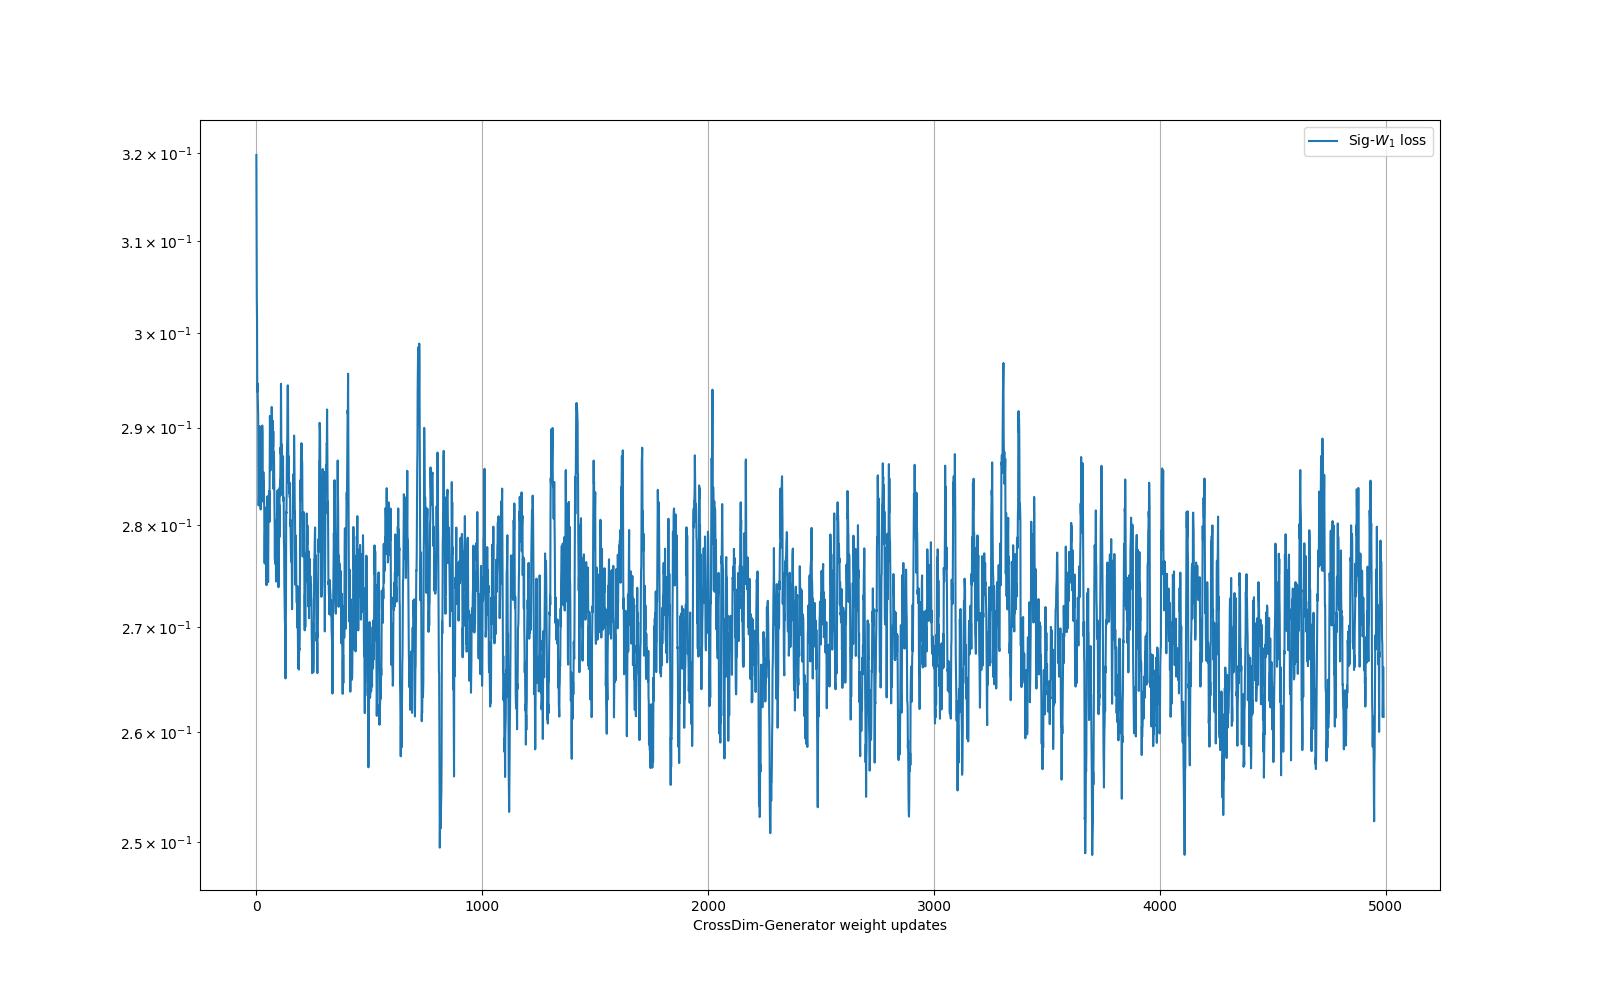 Sig-W₁ loss
3.2 × 10⁻¹
3.1 × 10⁻¹
3 × 10⁻¹
2.9 × 10⁻¹
2.8 × 10⁻¹
2.7 × 10⁻¹
2.6 × 10⁻¹
2.5 × 10⁻¹
0 1000 2000 3000 4000 5000
CrossDim-Generator weight updates